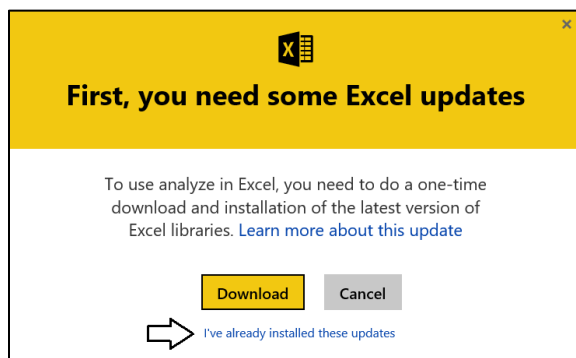 First, you need some Excel updates
To use analyze in Excel, you need to do a one-time
download and installation of the latest version of
Excel libraries. Learn more about this update
Download
Cancel
I've already installed these updates